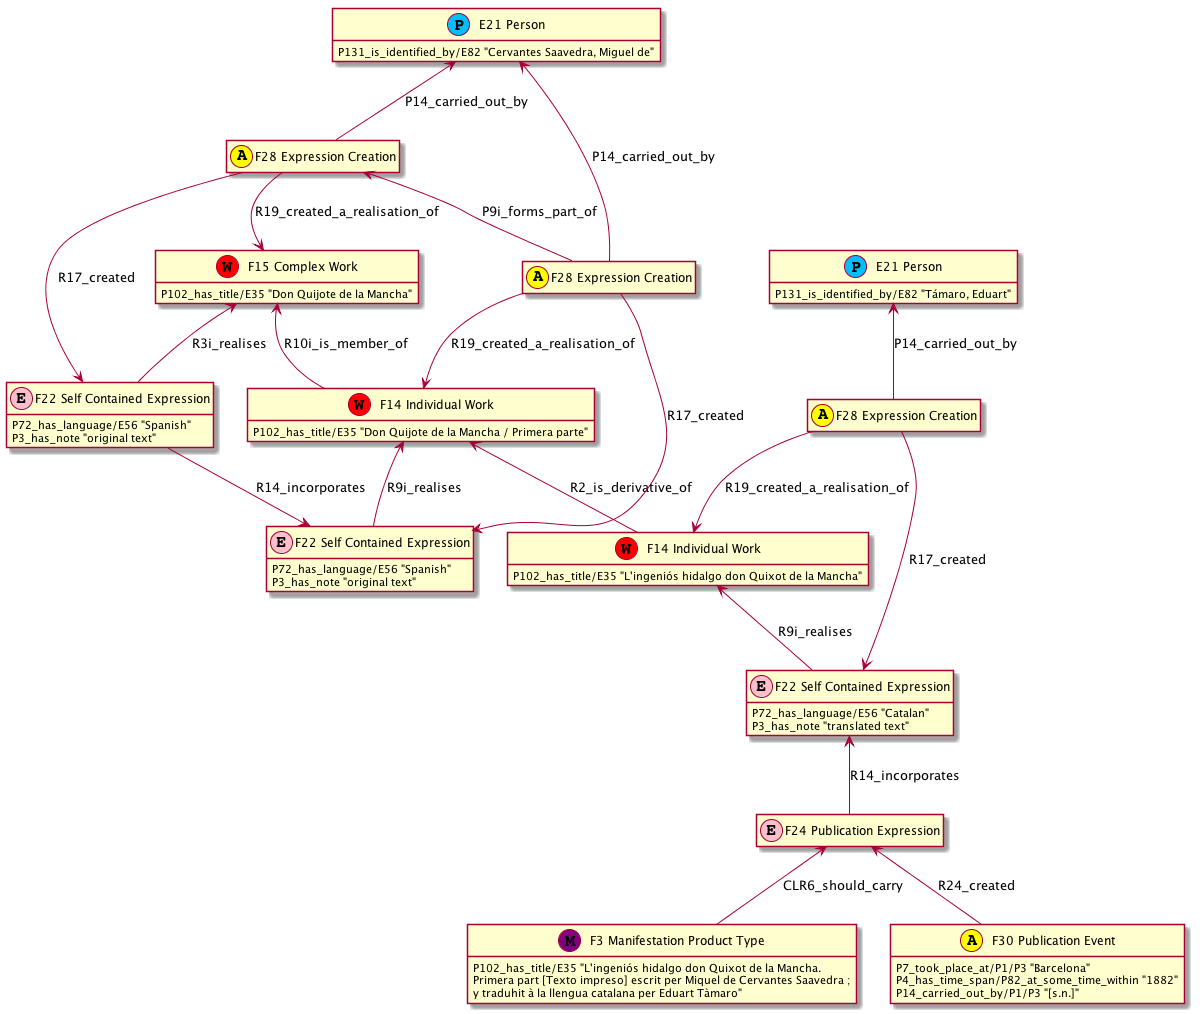 P E21 Person
P131_is_identified_by/E82 "Cervantes Saavedra, Miguel de"
P14_carried_out_by
A F28 Expression Creation
P14_carried_out_by
R19_created_a_realisation_of
P9i_forms_part_of
R17_created
W F15 Complex Work
P102_has_title/E35 "Don Quijote de la Mancha"
A F28 Expression Creation
P E21 Person
P131_is_identified_by/E82 "Támaro, Eduart"
R3i_realises
R10i_is_member_of
R19_created_a_realisation_of
P14_carried_out_by
E F22 Self Contained Expression
P72_has_language/E56 "Spanish"
P3_has_note "original text"
W F14 Individual Work
P102_has_title/E35 "Don Quijote de la Mancha / Primera parte"
R17_created
A F28 Expression Creation
R14_incorporates
R9i_realises
R2_is_derivative_of
R19_created_a_realisation_of
E F22 Self Contained Expression
P72_has_language/E56 "Spanish"
P3_has_note "original text"
W F14 Individual Work
P102_has_title/E35 "L'ingeniós hidalgo don Quixot de la Mancha"
R17_created
R9i_realises
E F22 Self Contained Expression
P72_has_language/E56 "Catalan"
P3_has_note "translated text"
R14_incorporates
E F24 Publication Expression
CLR6_should_carry
R24_created
M F3 Manifestation Product Type
P102_has_title/E35 "L'ingeniós hidalgo don Quixot de la Mancha.
Primera part [Texto impreso] escrit per Miquel de Cervantes Saavedra ;
y traduhit à la llengua catalana per Eduart Tàmaro"
A F30 Publication Event
P7_took_place_at/P1/P3 "Barcelona"
P4_has_time_span/P82_at_some_time_within "1882"
P14_carried_out_by/P1/P3 "[s.n.]"